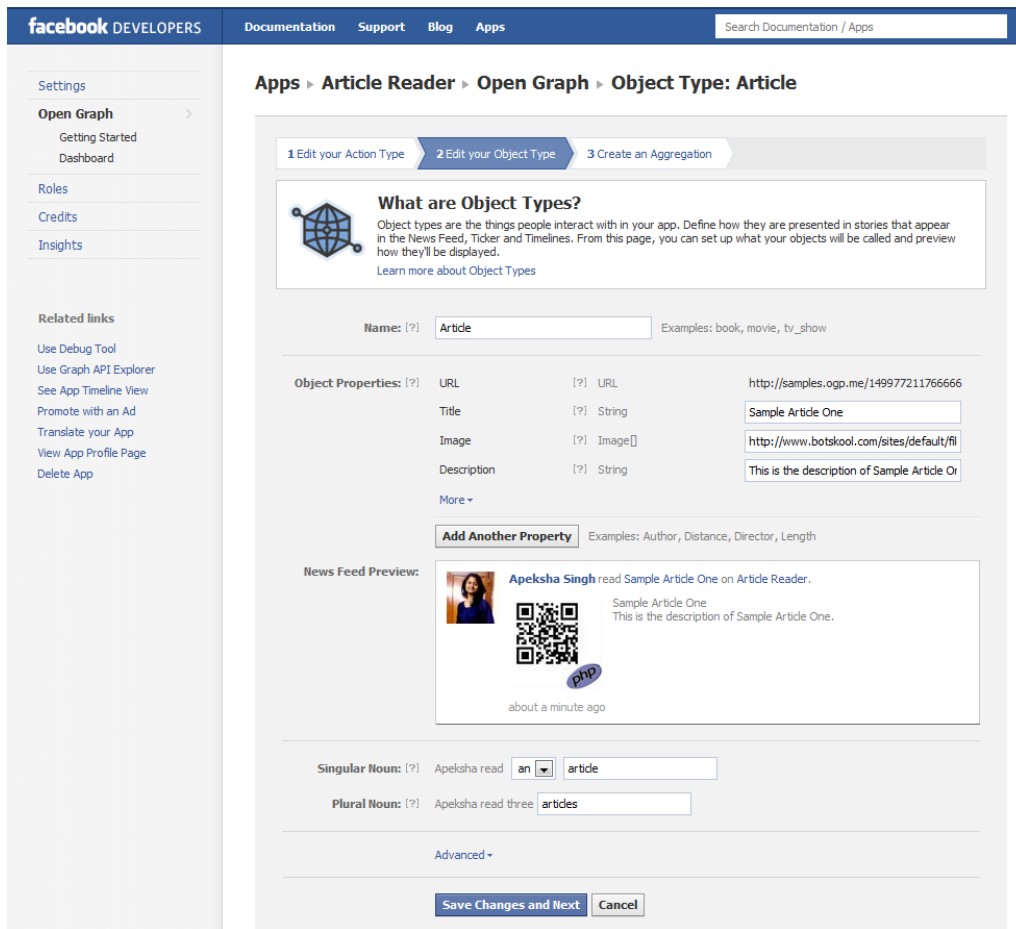 facebook DEVELOPERS
Documentation Support Blog Apps
Search Documentation / Apps
Settings
Open Graph
Getting Started
Dashboard
Roles
Credits
Insights
Related links
Use Debug Tool
Use Graph API Explorer
See App Timeline View
Promote with an Ad
Translate your App
View App Profile Page
Delete App
Apps ▸ Article Reader ▸ Open Graph ▸ Object Type: Article
1 Edit your Action Type 2 Edit your Object Type 3 Create an Aggregation
What are Object Types?
Object types are the things people interact with in your app. Define how they are presented in stories that appear
in the News Feed, Ticker and Timelines. From this page, you can set up what your objects will be called and preview
how they'll be displayed.
Learn more about Object Types
Name: [?] Article Examples: book, movie, tv_show
Object Properties: [?] URL [?] URL http://samples.ogp.me/149977211766666
Title [?] String Sample Article One
Image [?] Image[] http://www.botskool.com/sites/default/fil
Description [?] String This is the description of Sample Article Or
More
Add Another Property Examples: Author, Distance, Director, Length
News Feed Preview:
Apeksha Singh read Sample Article One on Article Reader.
Sample Article One
This is the description of Sample Article One.
php
about a minute ago
Singular Noun: [?] Apeksha read an article
Plural Noun: [?] Apeksha read three articles
Advanced
Save Changes and Next Cancel